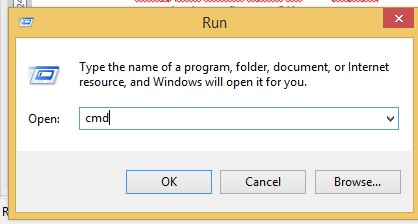 Run
Type the name of a program, folder, document, or Internet
resource, and Windows will open it for you.
Open: cmd
OK Cancel Browse...